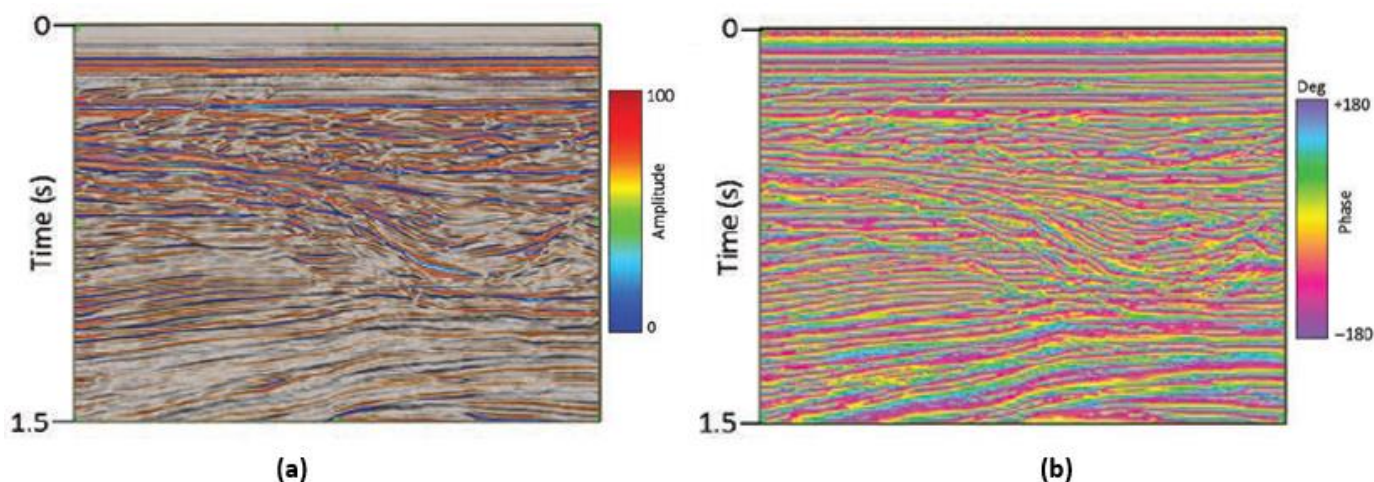 0
Time (s)
1.5
100
Amplitude
0
(a)
0
Time (s)
1.5
Deg
+180
Phase
−180
(b)